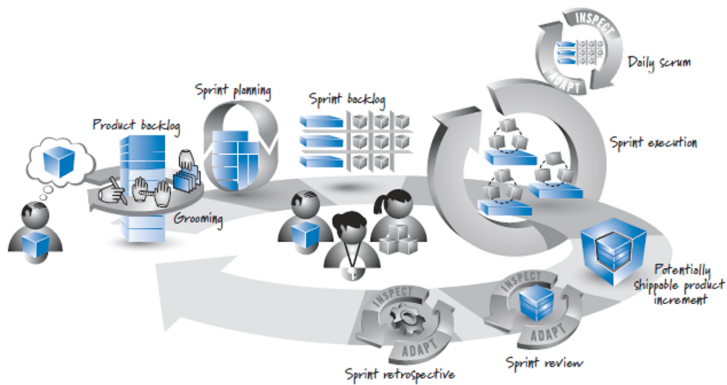 INSPECT
ADAPT
Daily scrum
Sprint planning
Sprint backlog
Product backlog
Sprint execution
Grooming
Potentially
shippable product
increment
INSPECT
ADAPT
Sprint review
INSPECT
ADAPT
Sprint retrospective